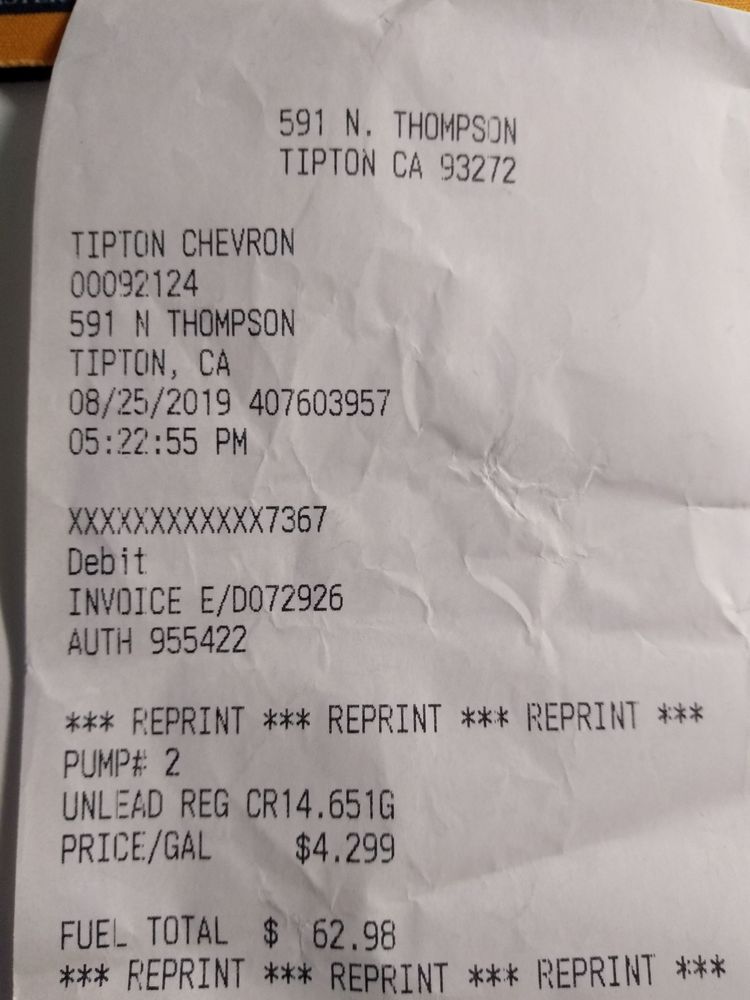 591 N. THOMPSON
TIPTON CA 93272
TIPTON CHEVRON
00092124
591 N THOMPSON
TIPTON, CA
08/25/2019 407603957
05:22:55 PM
XXXXXXXXXXXX7367
Debit
INVOICE E/D072926
AUTH 955422
*** REPRINT *** REPRINT *** REPRINT ***
PUMP# 2
UNLEAD REG CR14.651G
PRICE/GAL $4.299
FUEL TOTAL $ 62.98
*** REPRINT *** REPRINT *** REPRINT ***